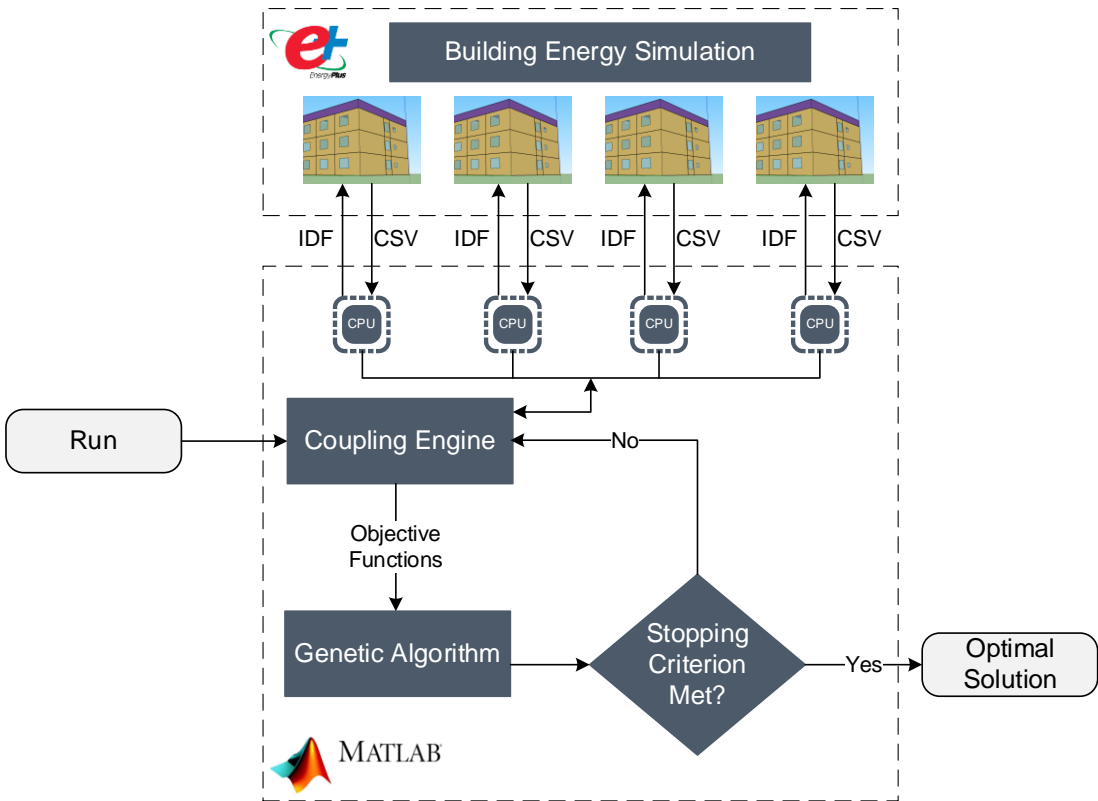 e+
EnergyPlus
Building Energy Simulation
IDF
CSV
IDF
CSV
IDF
CSV
IDF
CSV
CPU
CPU
CPU
CPU
Run
Coupling Engine
No
Objective
Functions
Genetic Algorithm
Stopping
Criterion
Met?
Yes
Optimal
Solution
MATLAB